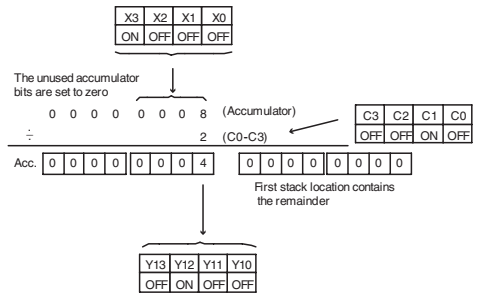 X3 X2 X1 X0
ON OFF OFF OFF
The unused accumulator
bits are set to zero
0 0 0 0 0 0 0 8 (Accumulator)
÷ 2 (C0-C3)
C3 C2 C1 C0
OFF OFF ON OFF
Acc. 0 0 0 0 0 0 0 4 0 0 0 0 0 0 0 0
First stack location contains
the remainder
Y13 Y12 Y11 Y10
OFF ON OFF OFF